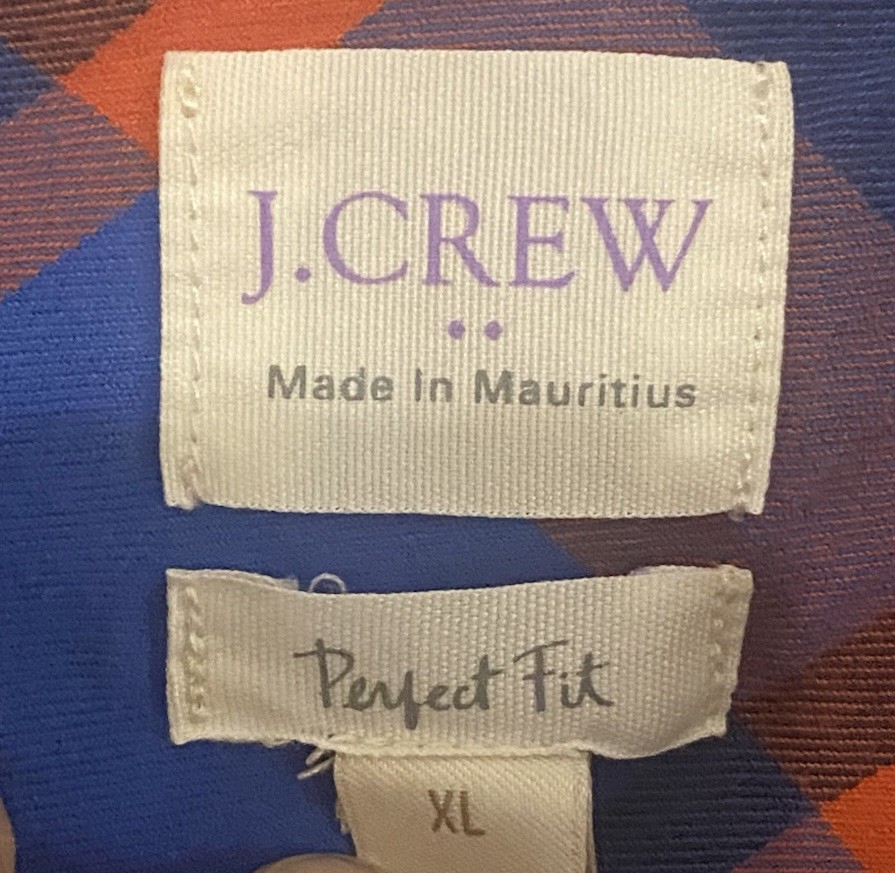 J.CREW
Made In Mauritius
Perfect Fit
XL